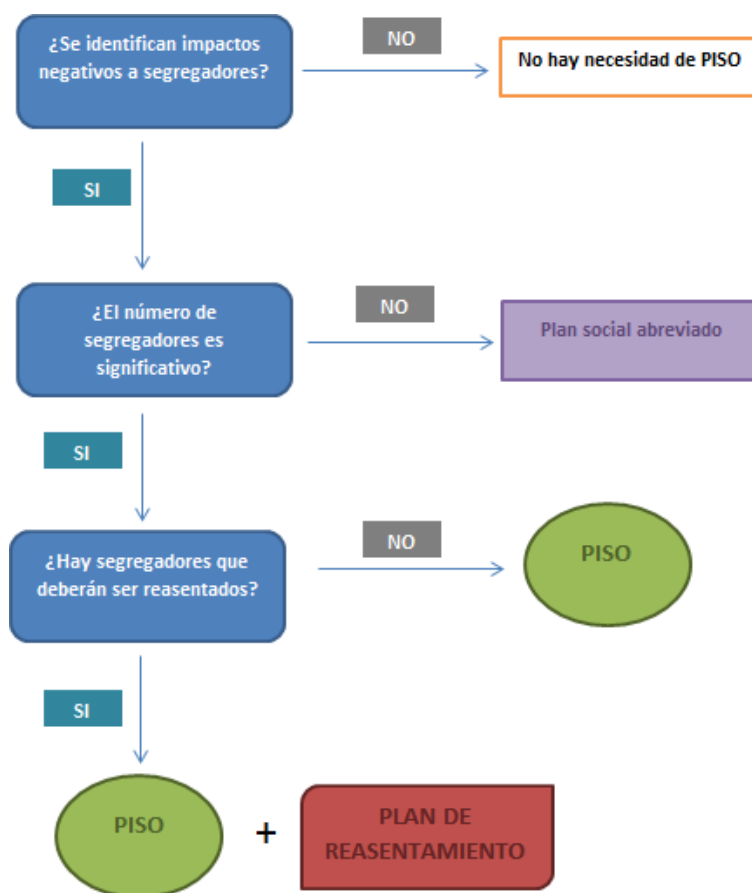 ¿Se identifican impactos
negativos a segregadores?
NO
No hay necesidad de PISO
SI
¿El número de
segregadores es
significativo?
NO
Plan social abreviado
SI
¿Hay segregadores que
deberán ser reasentados?
NO
PISO
SI
PISO
+
PLAN DE
REASENTAMIENTO